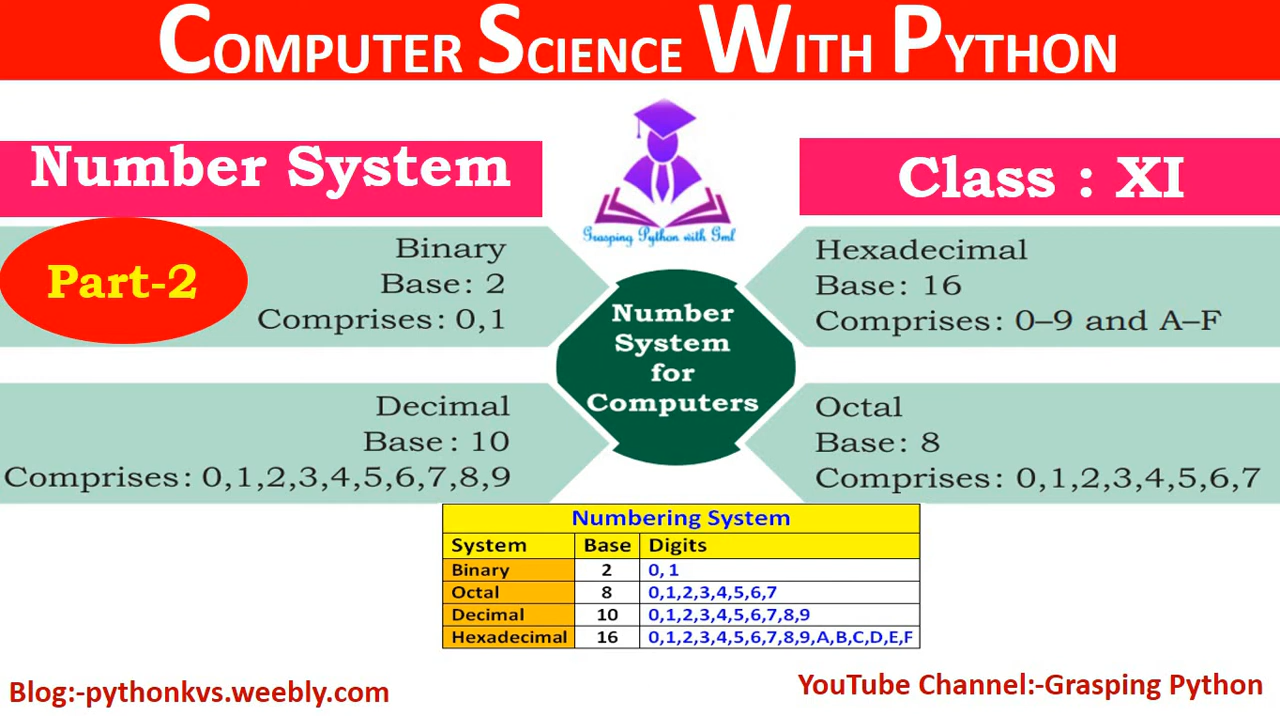 COMPUTER SCIENCE WITH PYTHON
Number System
Class : XI
Grasping Python with Gml
Part-2
Binary
Base: 2
Comprises: 0,1
Hexadecimal
Base: 16
Comprises: 0–9 and A–F
Number
System
for
Computers
Decimal
Base: 10
Comprises: 0,1,2,3,4,5,6,7,8,9
Octal
Base: 8
Comprises: 0,1,2,3,4,5,6,7
Numbering System
System Base Digits
Binary 2 0, 1
Octal 8 0,1,2,3,4,5,6,7
Decimal 10 0,1,2,3,4,5,6,7,8,9
Hexadecimal 16 0,1,2,3,4,5,6,7,8,9,A,B,C,D,E,F
Blog:-pythonkvs.weebly.com
YouTube Channel:-Grasping Python